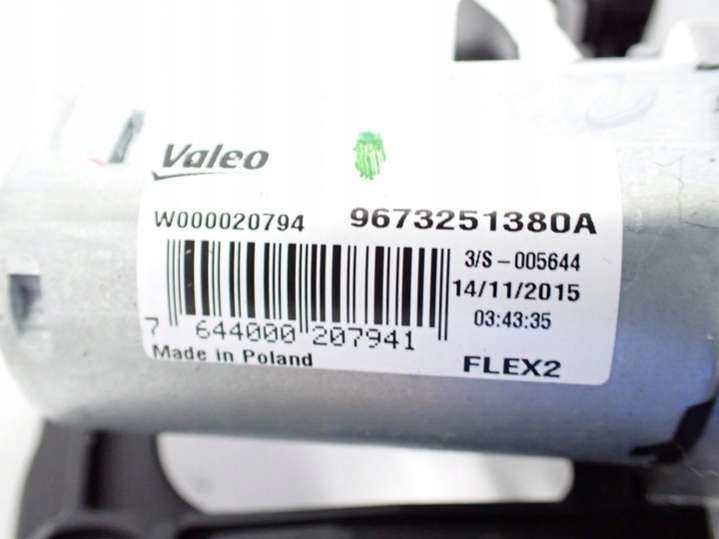 Valeo
W000020794 9673251380A
3/S-005644
14/11/2015
03:43:35
7 644000 207941
Made in Poland
FLEX2